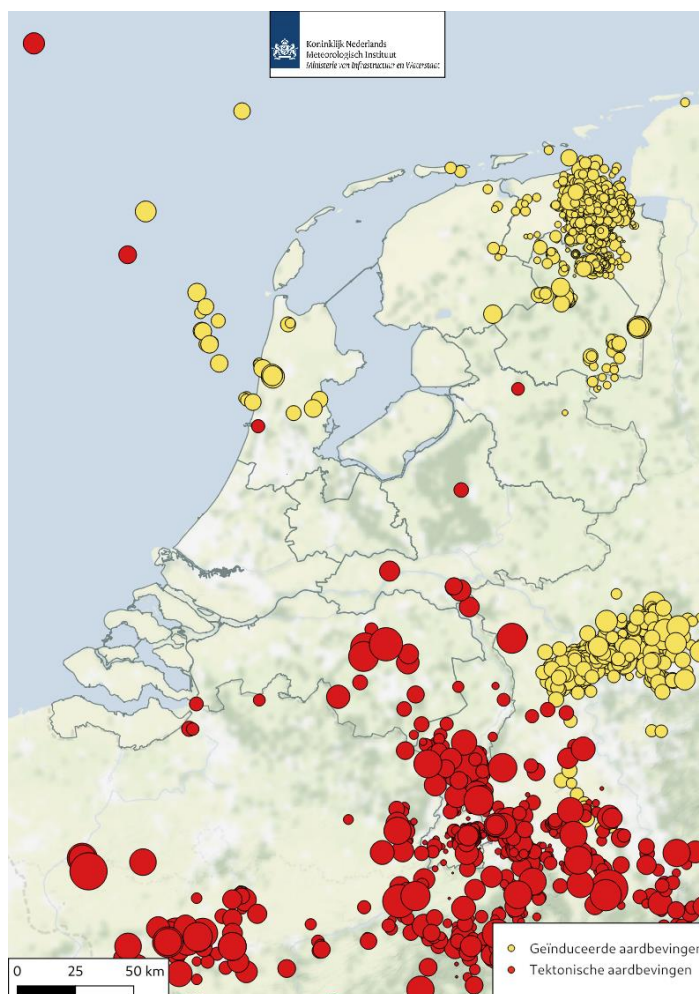 Koninklijk Nederlands
Meteorologisch Instituut
Ministerie van Infrastructuur en Waterstaat
Geïnduceerde aardbevingen
Tektonische aardbevingen
0 25 50 km